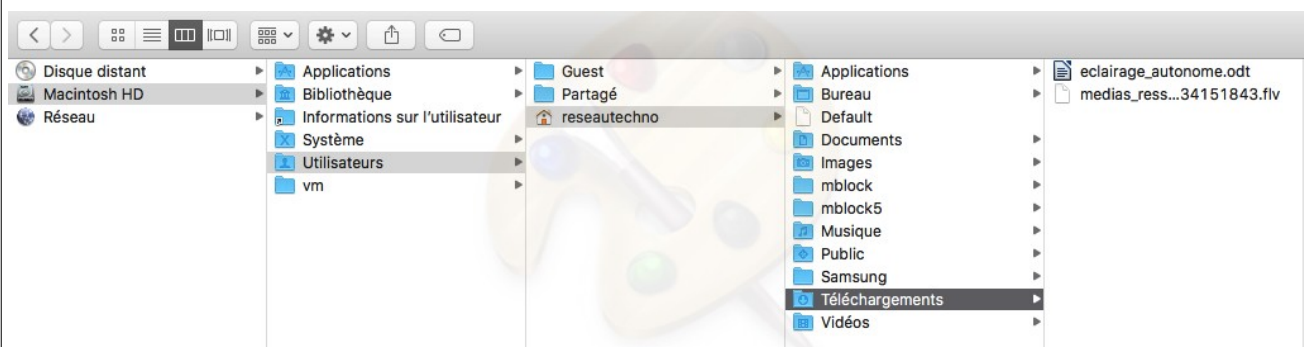 Disque distant
Macintosh HD
Réseau
Applications
Bibliothèque
Informations sur l'utilisateur
Système
Utilisateurs
vm
Guest
Partagé
reseautechno
Applications
Bureau
Default
Documents
Images
mblock
mblock5
Musique
Public
Samsung
Téléchargements
Vidéos
eclairage_autonome.odt
medias_ress...34151843.flv